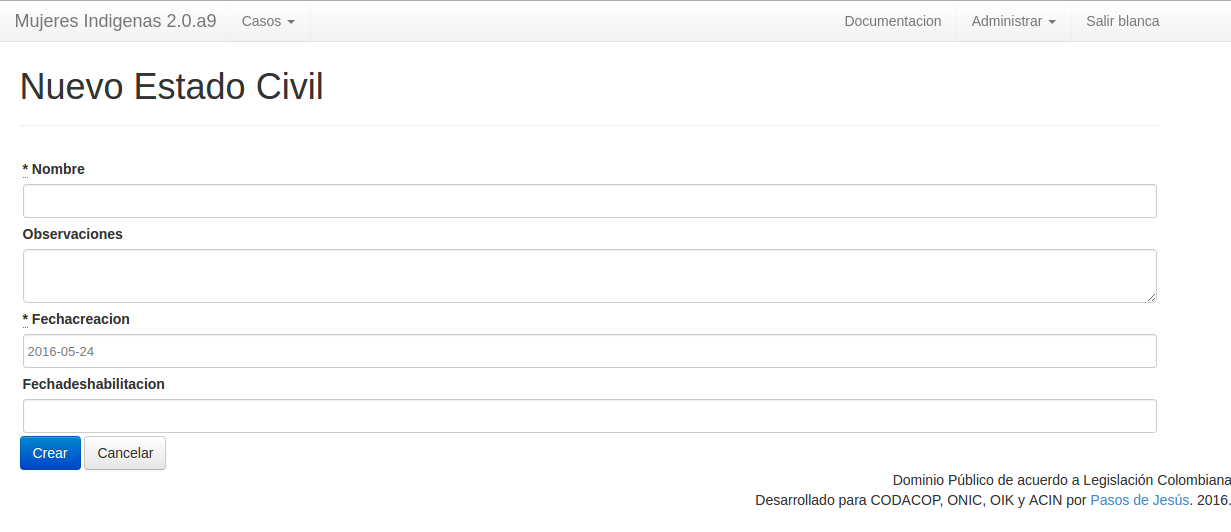 Mujeres Indigenas 2.0.a9 Casos Documentacion Administrar Salir blanca
Nuevo Estado Civil
* Nombre
Observaciones
* Fechacreacion
2016-05-24
Fechadeshabilitacion
Crear Cancelar
Dominio Público de acuerdo a Legislación Colombiana
Desarrollado para CODACOP, ONIC, OIK y ACIN por Pasos de Jesús. 2016.